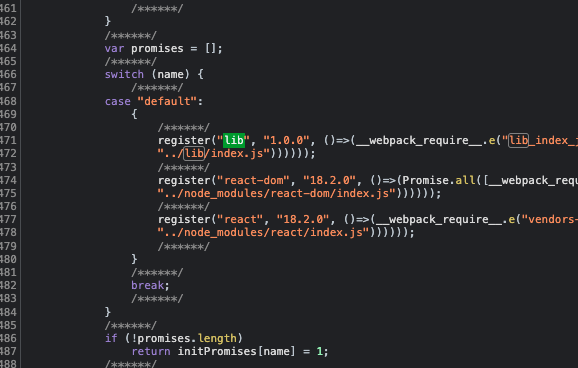 461 /******/
462 }
463 /******/
464 var promises = [];
465 /******/
466 switch (name) {
467 /******/
468 case "default":
469 {
470 /******/
471 register("lib", "1.0.0", ()=>(__webpack_require__.e("lib_index_j
472 "../lib/index.js"))))));
473 /******/
474 register("react-dom", "18.2.0", ()=>(Promise.all([__webpack_requ
475 "../node_modules/react-dom/index.js"))))));
476 /******/
477 register("react", "18.2.0", ()=>(__webpack_require__.e("vendors-
478 "../node_modules/react/index.js"))))));
479 /******/
480 }
481 /******/
482 break;
483 /******/
484 }
485 /******/
486 if (!promises.length)
487 return initPromises[name] = 1;
488 /******/